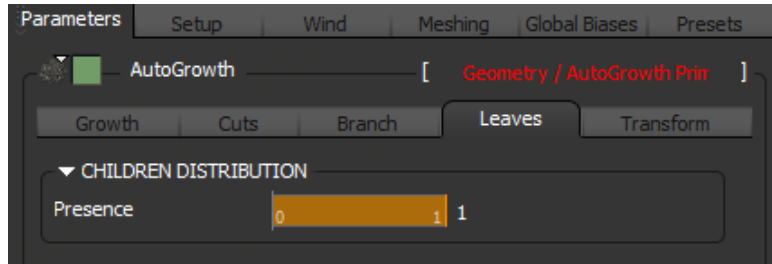 Parameters Setup Wind Meshing Global Biases Presets
AutoGrowth [ Geometry / AutoGrowth Prim ]
Growth Cuts Branch Leaves Transform
CHILDREN DISTRIBUTION
Presence 0 1 1